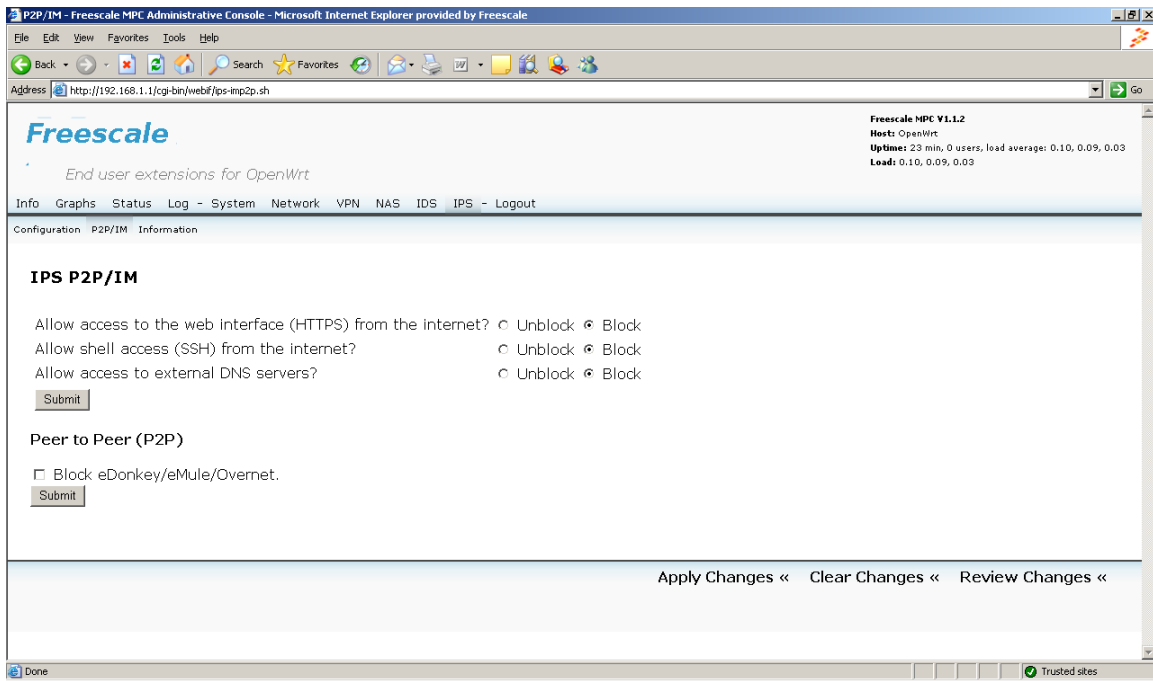 P2P/IM - Freescale MPC Administrative Console - Microsoft Internet Explorer provided by Freescale
File Edit View Favorites Tools Help
Back Search Favorites
Address http://192.168.1.1/cgi-bin/webif/ips-imp2p.sh Go
Freescale
End user extensions for OpenWrt
Freescale MPC V1.1.2
Host: OpenWrt
Uptime: 23 min, 0 users, load average: 0.10, 0.09, 0.03
Load: 0.10, 0.09, 0.03
Info Graphs Status Log - System Network VPN NAS IDS IPS - Logout
Configuration P2P/IM Information
IPS P2P/IM
Allow access to the web interface (HTTPS) from the internet? Unblock Block
Allow shell access (SSH) from the internet? Unblock Block
Allow access to external DNS servers? Unblock Block
Submit
Peer to Peer (P2P)
Block eDonkey/eMule/Overnet.
Submit
Apply Changes « Clear Changes « Review Changes «
Done Trusted sites